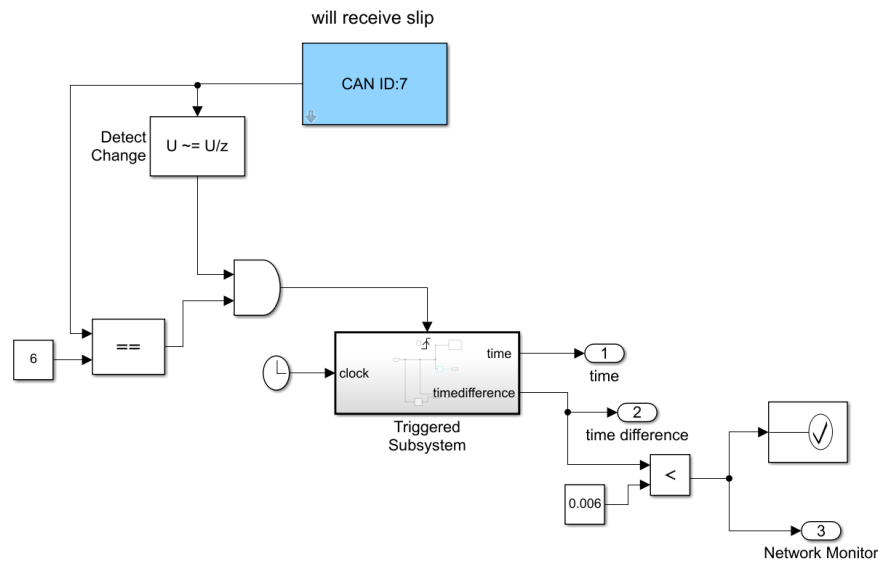 will receive slip
CAN ID:7
Detect
Change
U ~= U/z
==
6
clock
time
timedifference
Triggered
Subsystem
1
time
2
time difference
<
0.006
3
Network Monitor